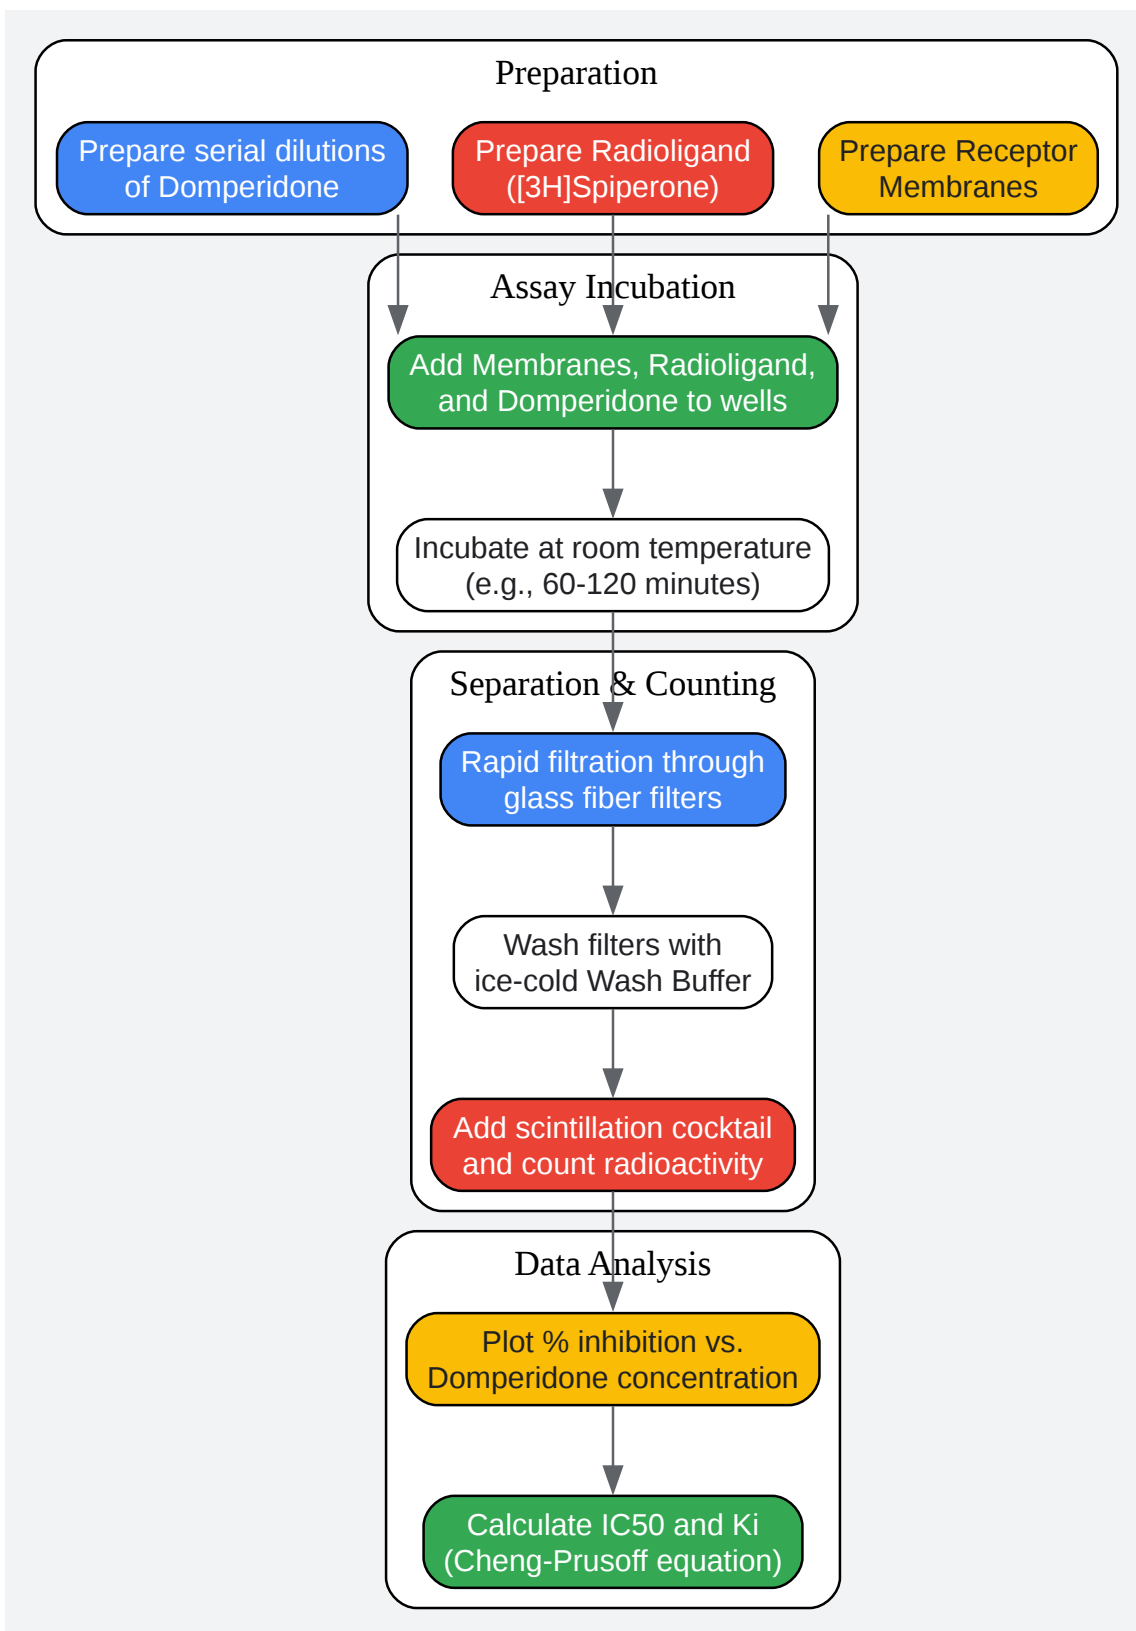 Preparation
Prepare serial dilutions
of Domperidone
Prepare Radioligand
([3H]Spiperone)
Prepare Receptor
Membranes
Assay Incubation
Add Membranes, Radioligand,
and Domperidone to wells
Incubate at room temperature
(e.g., 60-120 minutes)
Separation & Counting
Rapid filtration through
glass fiber filters
Wash filters with
ice-cold Wash Buffer
Add scintillation cocktail
and count radioactivity
Data Analysis
Plot % inhibition vs.
Domperidone concentration
Calculate IC50 and Ki
(Cheng-Prusoff equation)